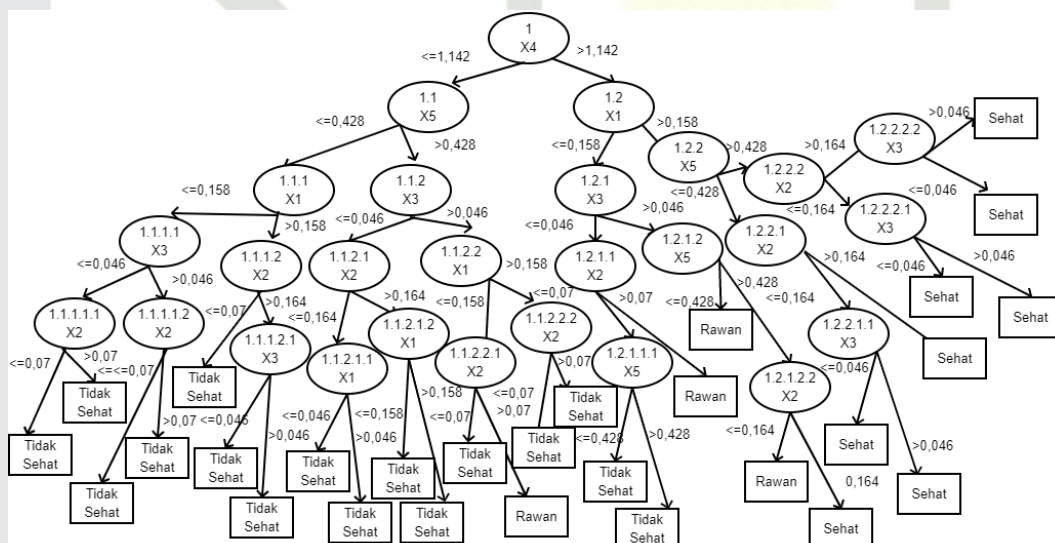 1
X4
<=1,142
>1,142
1.1
X5
1.2
X1
<=0,428
>0,428
<=0,158
>0,158
1.2.2
X5
>0,428
1.2.2.2
X2
>0,164
1.2.2.2.2
X3
>0,046
Sehat
<=0,046
Sehat
1.1.1
X1
1.1.2
X3
1.2.1
X3
<=0,428
<=0,164
1.2.2.2.1
X3
<=0,158
>0,158
<=0,046
>0,046
<=0,046
>0,046
1.2.1.2
X5
1.2.2.1
X2
>0,164
<=0,046
>0,046
Sehat
Sehat
1.1.1.1
X3
1.1.1.2
X2
1.1.2.1
X2
1.1.2.2
X1
1.2.1.1
X2
<=0,046
>0,046
<=0,07
>0,164
<=0,164
>0,164
<=0,158
>0,158
<=0,07
>0,07
<=0,428
>0,428
<=0,164
Rawan
1.1.1.1.1
X2
1.1.1.1.2
X2
1.1.1.2.1
X3
1.1.2.1.1
X1
1.1.2.1.2
X1
1.1.2.2.1
X2
1.1.2.2.2
X2
1.2.1.1.1
X5
1.2.2.1.1
X3
Sehat
<=0,07
>0,07
<=<=0,07
Tidak
Sehat
Tidak
Sehat
>0,07
<=0,046
>0,046
<=0,046
>0,046
<=0,158
>0,158
<=0,07
>0,07
<=0,07
>0,07
Tidak
Sehat
<=0,428
>0,428
Rawan
1.2.1.2.2
X2
<=0,046
>0,046
Tidak
Sehat
Tidak
Sehat
Tidak
Sehat
Tidak
Sehat
Tidak
Sehat
Tidak
Sehat
Tidak
Sehat
Tidak
Sehat
<=0,164
0,164
Sehat
Tidak
Sehat
Tidak
Sehat
Tidak
Sehat
Tidak
Sehat
Rawan
Tidak
Sehat
Rawan
Sehat
Sehat